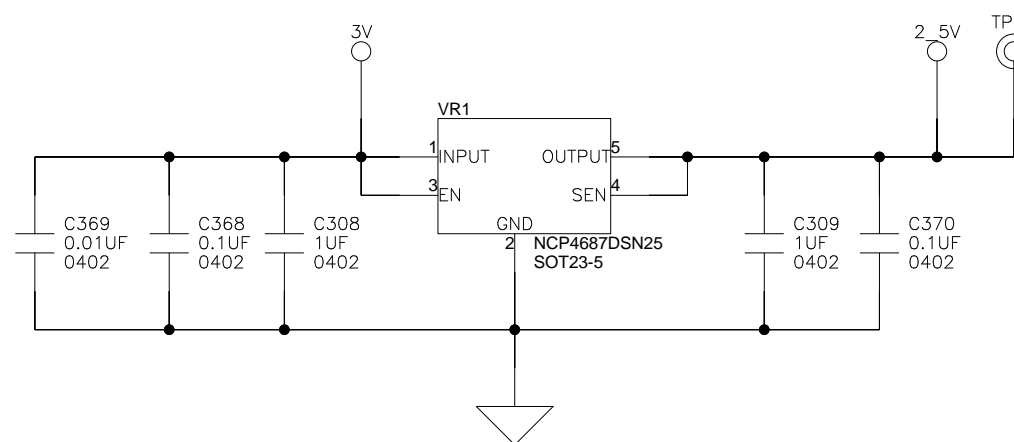 3V
2_5V
TP
VR1
1
INPUT
OUTPUT
5
3
EN
SEN
4
GND
2
NCP4687DSN25
SOT23-5
C369
0.01UF
0402
C368
0.1UF
0402
C308
1UF
0402
C309
1UF
0402
C370
0.1UF
0402